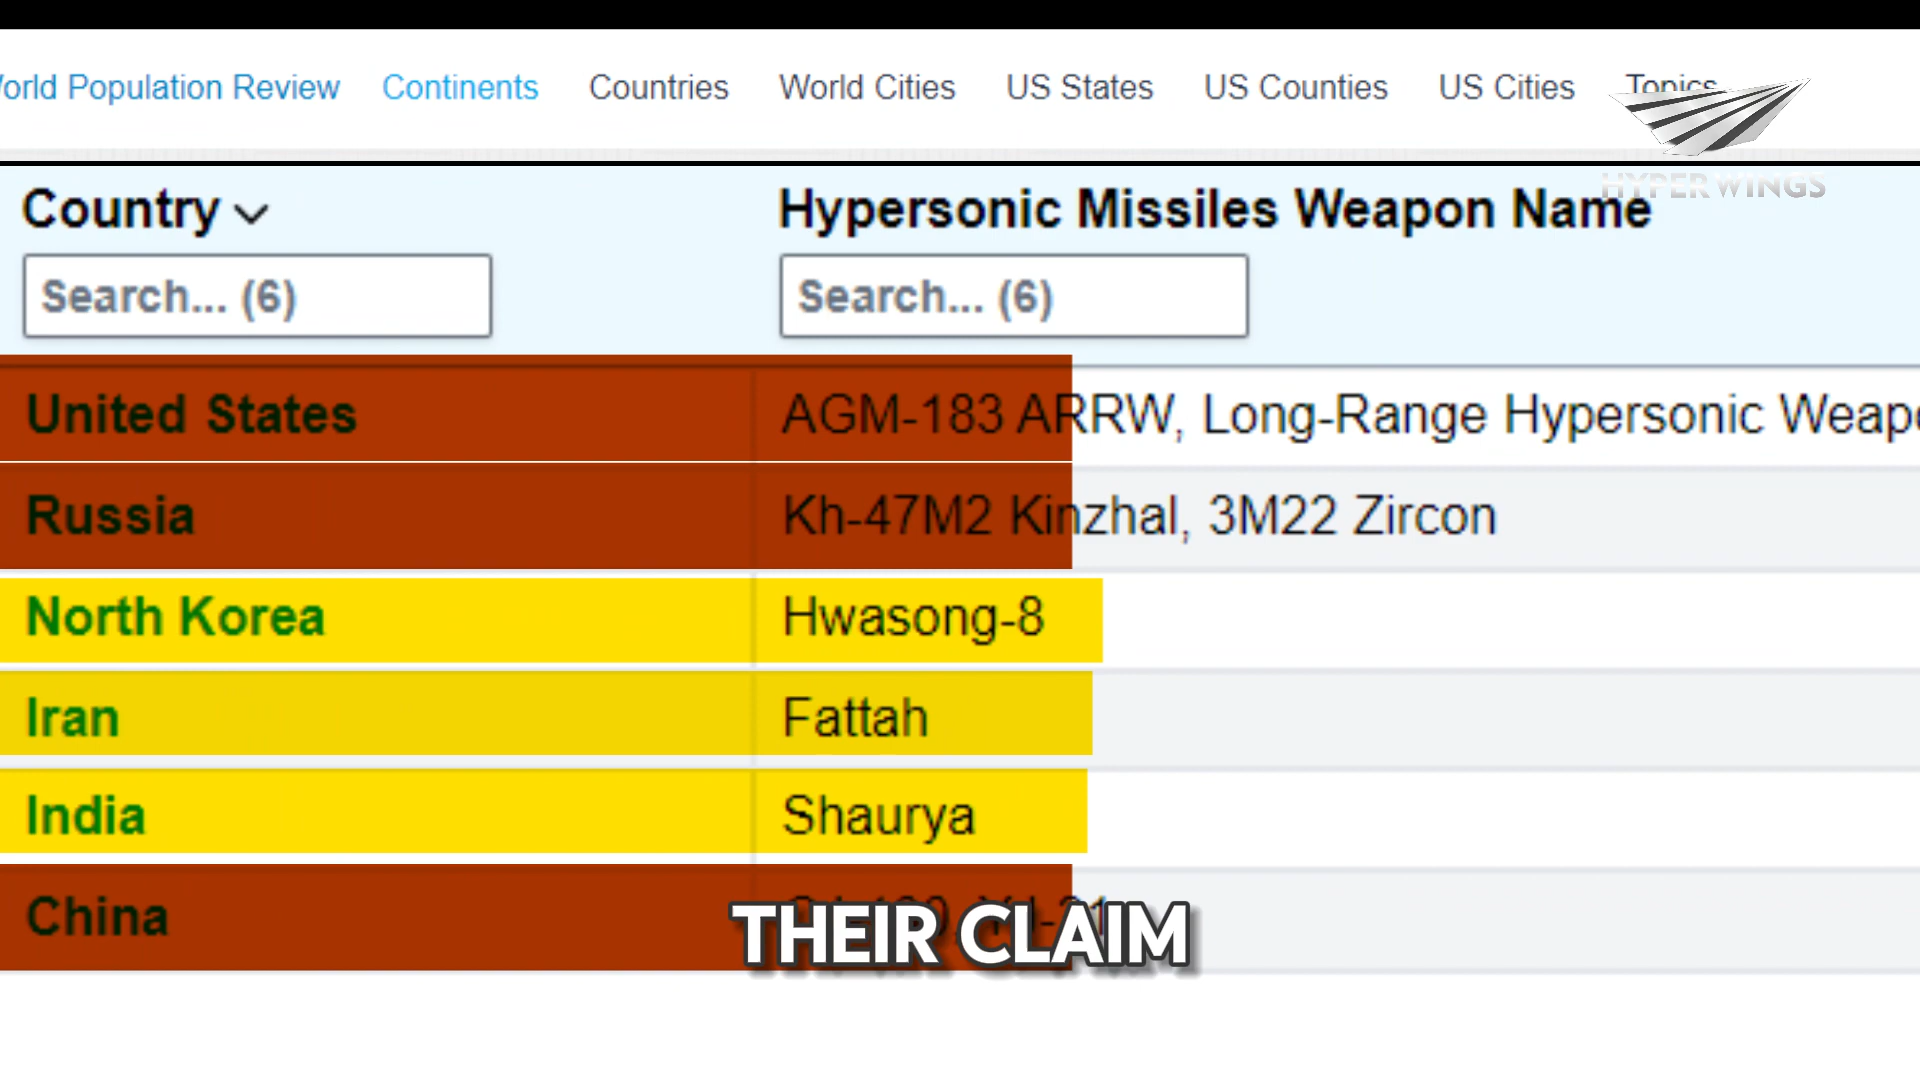 orld Population Review Continents Countries World Cities US States US Counties US Cities Topics
HYPERWINGS
Country Hypersonic Missiles Weapon Name
Search... (6) Search... (6)
United States AGM-183 ARRW, Long-Range Hypersonic Weap
Russia Kh-47M2 Kinzhal, 3M22 Zircon
North Korea Hwasong-8
Iran Fattah
India Shaurya
China
THEIR CLAIM